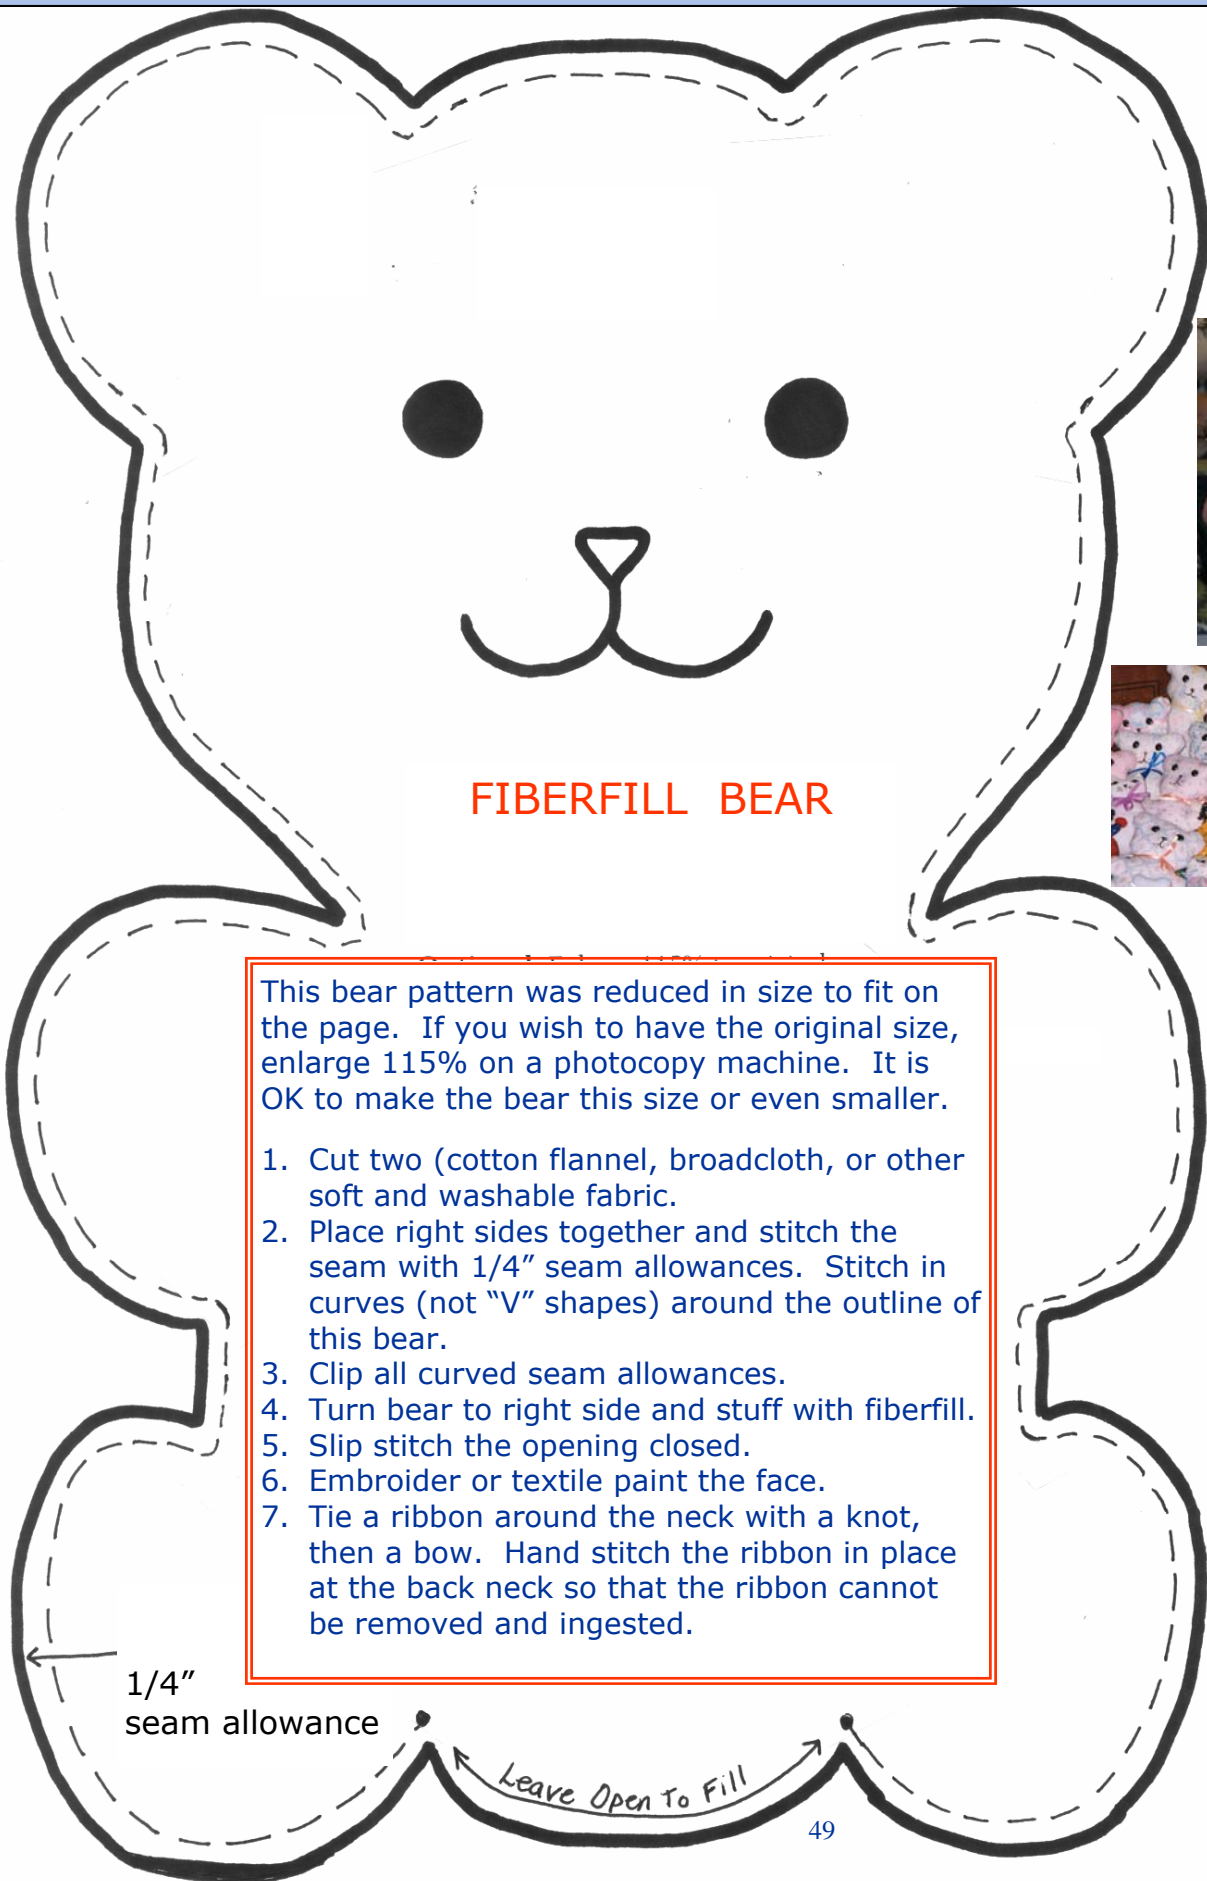 FIBERFILL  BEAR
This bear pattern was reduced in size to fit on
the page.  If you wish to have the original size,
enlarge 115% on a photocopy machine.  It is
OK to make the bear this size or even smaller.
1. Cut two (cotton flannel, broadcloth, or other
soft and washable fabric.
2. Place right sides together and stitch the
seam with 1/4” seam allowances.  Stitch in
curves (not “V” shapes) around the outline of
this bear.
3. Clip all curved seam allowances.
4. Turn bear to right side and stuff with fiberfill.
5. Slip stitch the opening closed.
6. Embroider or textile paint the face.
7. Tie a ribbon around the neck with a knot,
then a bow.  Hand stitch the ribbon in place
at the back neck so that the ribbon cannot
be removed and ingested.
1/4”
seam allowance
Leave Open To Fill
49